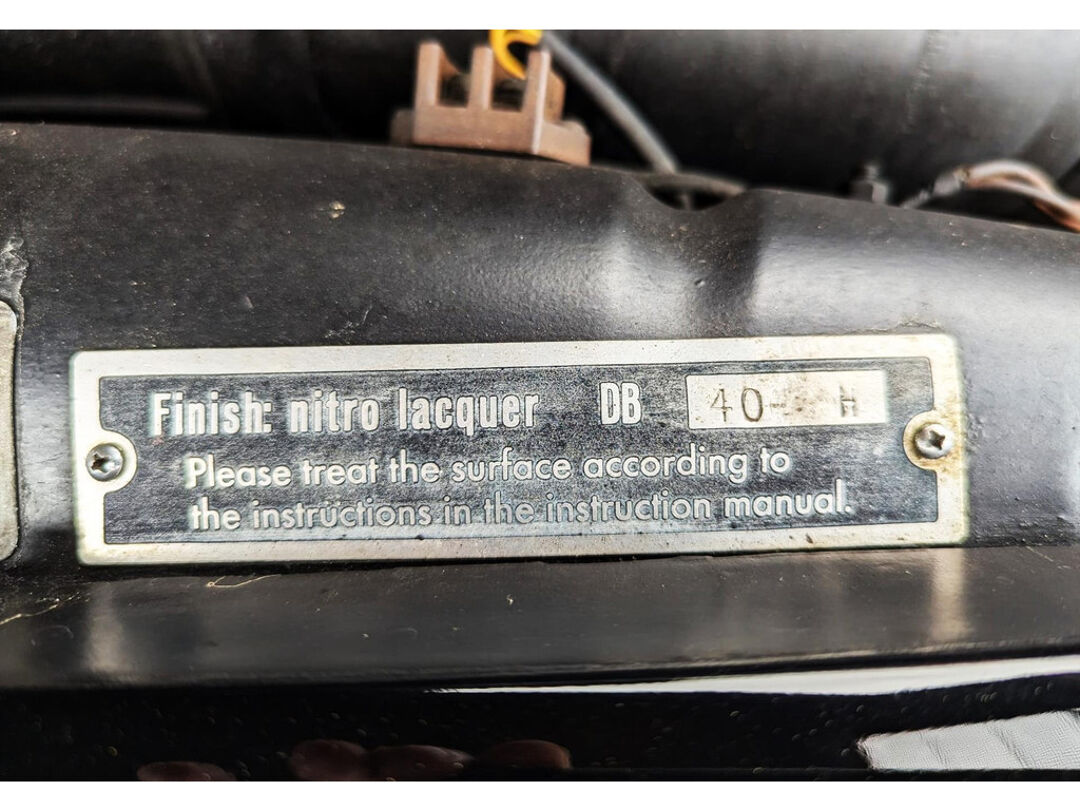 Finish: nitro lacquer DB 40- H
Please treat the surface according to
the instructions in the instruction manual.